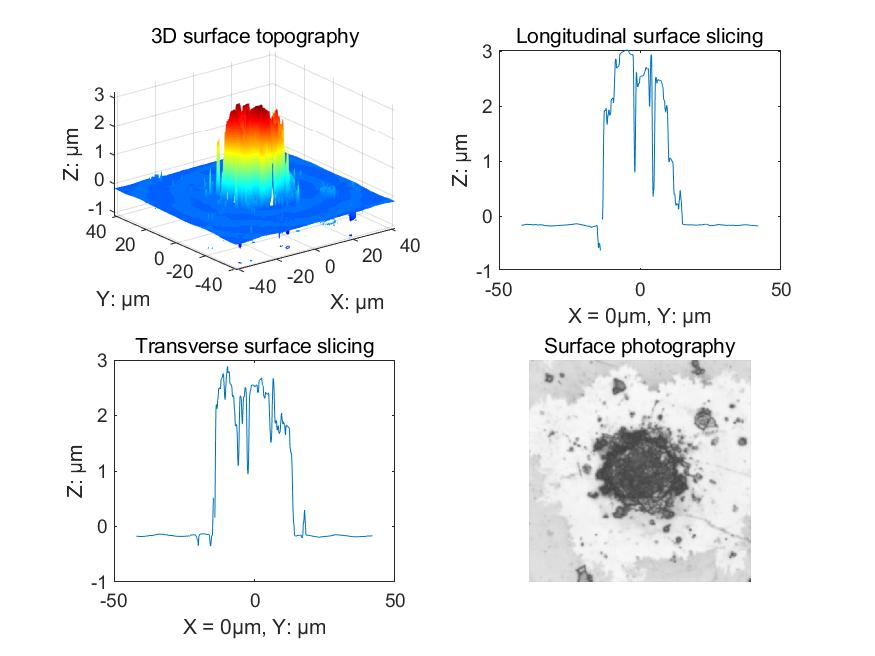 3D surface topography
3
2
1
0
-1
Z: µm
40
20
0
-20
-40
Y: µm
-40
-20
0
20
40
X: µm
Longitudinal surface slicing
3
2
1
0
-1
Z: µm
-50
0
50
X = 0µm, Y: µm
Transverse surface slicing
3
2
1
0
-1
Z: µm
-50
0
50
X = 0µm, Y: µm
Surface photography